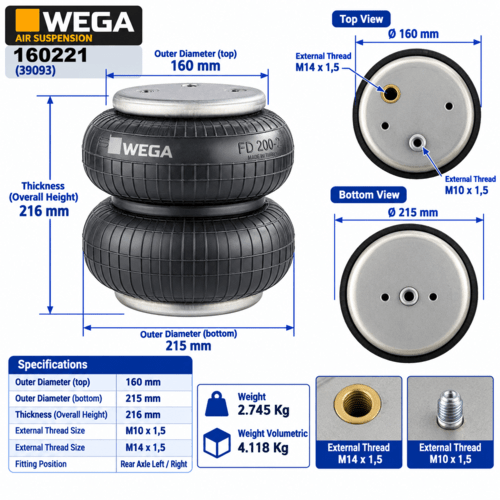 WEGA
AIR SUSPENSION
160221
(39093)
Outer Diameter (top)
160 mm
WEGA
FD 200-
Thickness
(Overall Height)
216 mm
Outer Diameter (bottom)
215 mm
Top View
Ø 160 mm
External Thread
M14 x 1,5
External Thread
M10 x 1,5
Bottom View
Ø 215 mm
Specifications
Outer Diameter (top) 160 mm
Outer Diameter (bottom) 215 mm
Thickness (Overall Height) 216 mm
External Thread Size M10 x 1,5
External Thread Size M14 x 1,5
Fitting Position Rear Axle Left / Right
Weight
2.745 Kg
Weight Volumetric
4.118 Kg
External Thread
M14 x 1,5
External Thread
M10 x 1,5